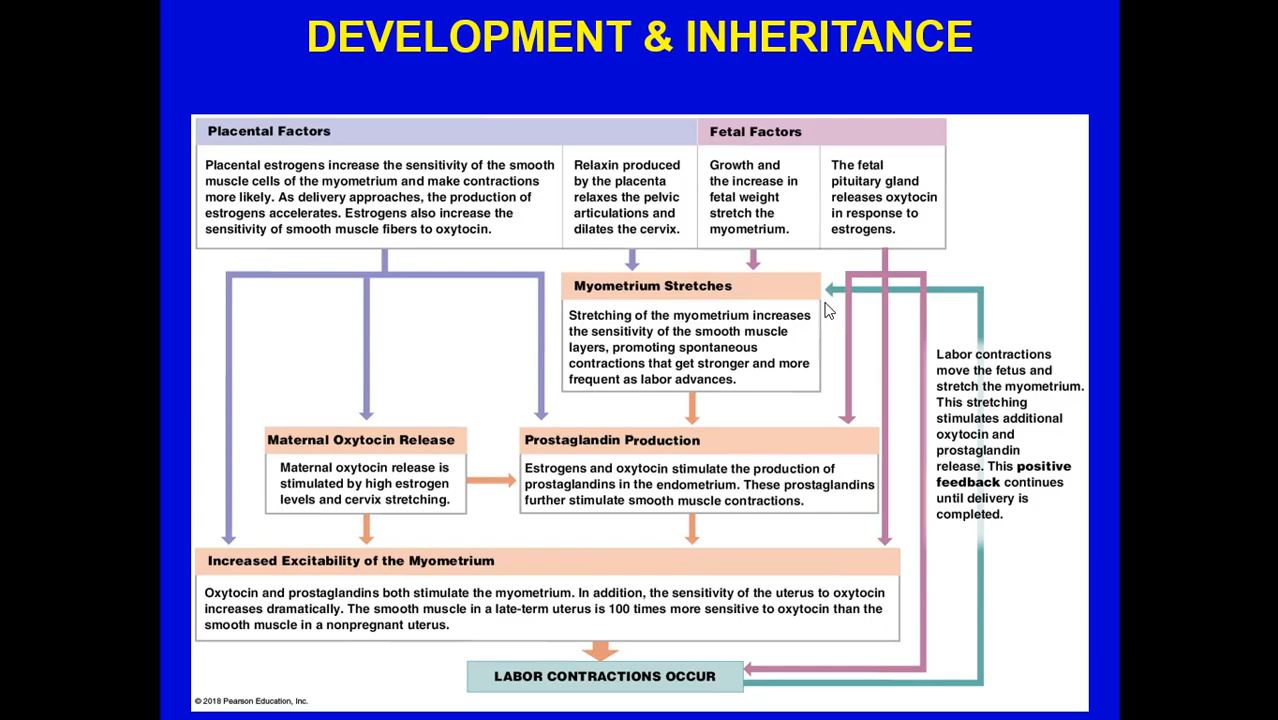 DEVELOPMENT & INHERITANCE
Placental Factors
Placental estrogens increase the sensitivity of the smooth
muscle cells of the myometrium and make contractions
more likely. As delivery approaches, the production of
estrogens accelerates. Estrogens also increase the
sensitivity of smooth muscle fibers to oxytocin.
Relaxin produced
by the placenta
relaxes the pelvic
articulations and
dilates the cervix.
Fetal Factors
Growth and
the increase in
fetal weight
stretch the
myometrium.
The fetal
pituitary gland
releases oxytocin
in response to
estrogens.
Myometrium Stretches
Stretching of the myometrium increases
the sensitivity of the smooth muscle
layers, promoting spontaneous
contractions that get stronger and more
frequent as labor advances.
Labor contractions
move the fetus and
stretch the myometrium.
This stretching
stimulates additional
oxytocin and
prostaglandin
release. This positive
feedback continues
until delivery is
completed.
Maternal Oxytocin Release
Maternal oxytocin release is
stimulated by high estrogen
levels and cervix stretching.
Prostaglandin Production
Estrogens and oxytocin stimulate the production of
prostaglandins in the endometrium. These prostaglandins
further stimulate smooth muscle contractions.
Increased Excitability of the Myometrium
Oxytocin and prostaglandins both stimulate the myometrium. In addition, the sensitivity of the uterus to oxytocin
increases dramatically. The smooth muscle in a late-term uterus is 100 times more sensitive to oxytocin than the
smooth muscle in a nonpregnant uterus.
LABOR CONTRACTIONS OCCUR
© 2018 Pearson Education, Inc.